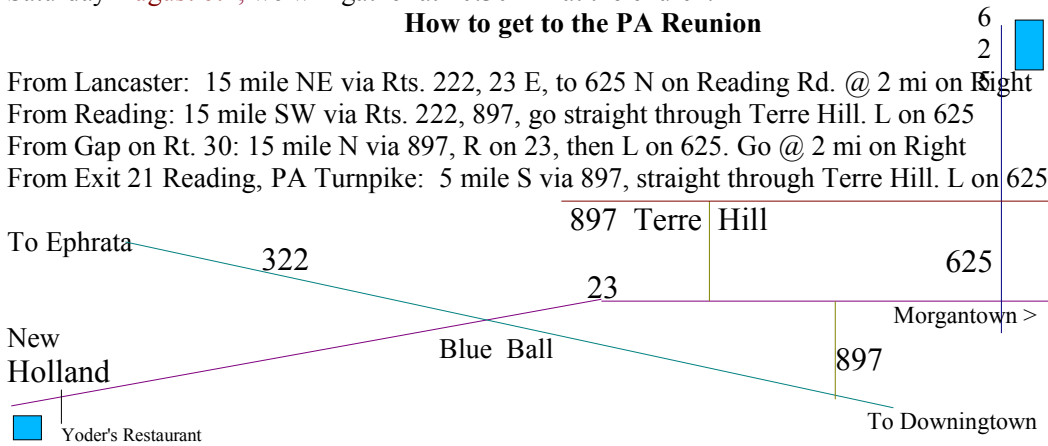 How to get to the PA Reunion
625
From Lancaster: 15 mile NE via Rts. 222, 23 E, to 625 N on Reading Rd. @ 2 mi on Right
From Reading: 15 mile SW via Rts. 222, 897, go straight through Terre Hill. L on 625
From Gap on Rt. 30: 15 mile N via 897, R on 23, then L on 625. Go @ 2 mi on Right
From Exit 21 Reading, PA Turnpike: 5 mile S via 897, straight through Terre Hill. L on 625
897 Terre Hill
To Ephrata
322
625
23
Morgantown >
New
Holland
Blue Ball
897
To Downingtown
Yoder's Restaurant